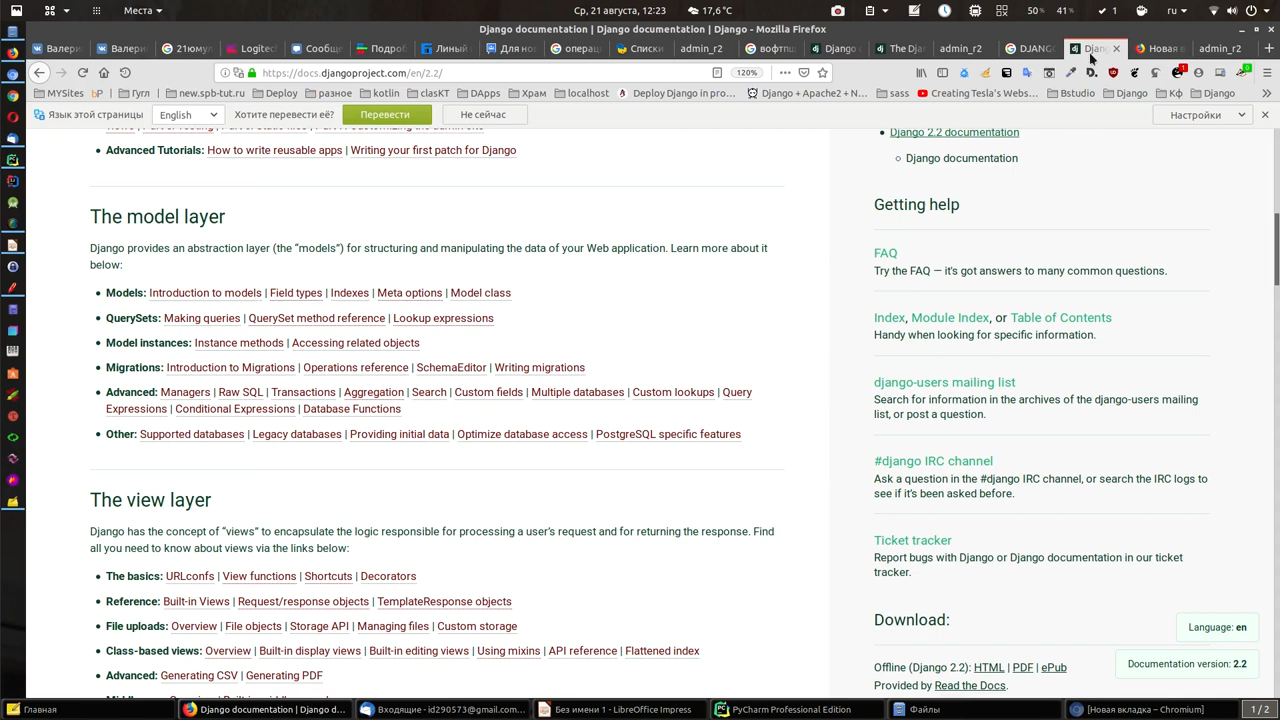 Места
Ср, 21 августа, 12:23
17,6°C
50 %
41%
1
ru
Django documentation | Django documentation | Django - Mozilla Firefox
Валери
Валери
21июмул
Logitec
Сообщ
Подроб
Линый
Для нов
операц
Списки
admin_r2
вофтпш
Django
The Dja
admin_r2
DJANG
Djang
Новая в
admin_r2
https://docs.djangoproject.com/en/2.2/
120%
MYSites
ЬР
Гугл
new.spb-tut.ru
Deploy
разное
kotlin
clasKT
DApps
Храм
localhost
Deploy Django in pro...
Django + Apache2 + N...
sass
Creating Tesla's Webs...
Bstudio
Django
Кф
Django
Язык этой страницы
English
Хотите перевести её?
Перевести
Не сейчас
Настройки
Advanced Tutorials: How to write reusable apps | Writing your first patch for Django
The model layer
Django provides an abstraction layer (the “models”) for structuring and manipulating the data of your Web application. Learn more about it
below:
Models: Introduction to models | Field types | Indexes | Meta options | Model class
QuerySets: Making queries | QuerySet method reference | Lookup expressions
Model instances: Instance methods | Accessing related objects
Migrations: Introduction to Migrations | Operations reference | SchemaEditor | Writing migrations
Advanced: Managers | Raw SQL | Transactions | Aggregation | Search | Custom fields | Multiple databases | Custom lookups | Query
Expressions | Conditional Expressions | Database Functions
Other: Supported databases | Legacy databases | Providing initial data | Optimize database access | PostgreSQL specific features
The view layer
Django has the concept of “views” to encapsulate the logic responsible for processing a user’s request and for returning the response. Find
all you need to know about views via the links below:
The basics: URLconfs | View functions | Shortcuts | Decorators
Reference: Built-in Views | Request/response objects | TemplateResponse objects
File uploads: Overview | File objects | Storage API | Managing files | Custom storage
Class-based views: Overview | Built-in display views | Built-in editing views | Using mixins | API reference | Flattened index
Advanced: Generating CSV | Generating PDF
Django 2.2 documentation
Django documentation
Getting help
FAQ
Try the FAQ — it's got answers to many common questions.
Index, Module Index, or Table of Contents
Handy when looking for specific information.
django-users mailing list
Search for information in the archives of the django-users mailing
list, or post a question.
#django IRC channel
Ask a question in the #django IRC channel, or search the IRC logs to
see if it’s been asked before.
Ticket tracker
Report bugs with Django or Django documentation in our ticket
tracker.
Download:
Offline (Django 2.2): HTML | PDF | ePub
Provided by Read the Docs.
Language: en
Documentation version: 2.2
Главная
Django documentation | Django d...
Входящие - id290573@gmail.com...
Без имени 1 - LibreOffice Impress
PyCharm Professional Edition
Файлы
[Новая вкладка – Chromium]
1 / 2